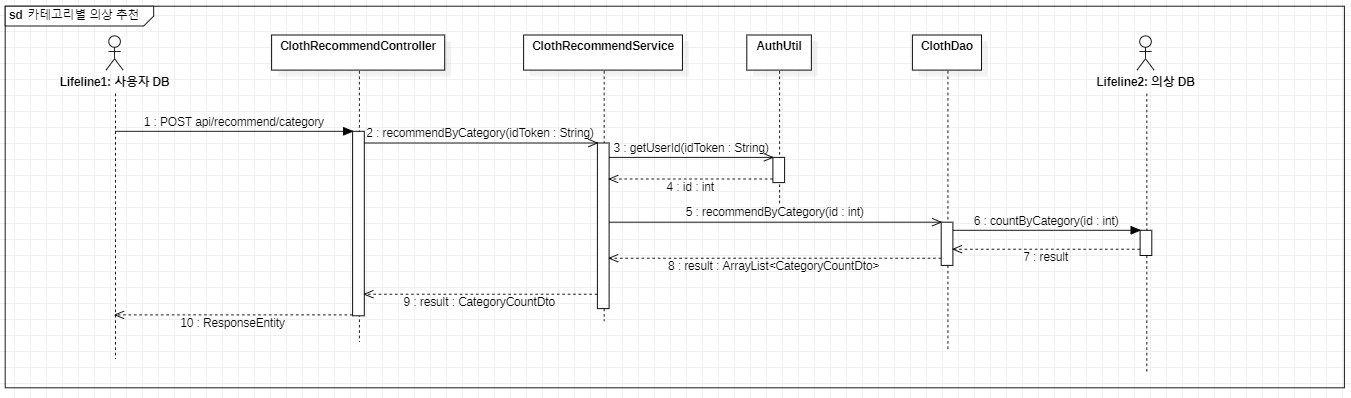 sd 카테고리별 의상 추천
Lifeline1: 사용자 DB
ClothRecommendController
ClothRecommendService
AuthUtil
ClothDao
Lifeline2: 의상 DB
1 : POST api/recommend/category
2 : recommendByCategory(idToken : String)
3 : getUserId(idToken : String)
4 : id : int
5 : recommendByCategory(id : int)
6 : countByCategory(id : int)
7 : result
8 : result : ArrayList<CategoryCountDto>
9 : result : CategoryCountDto
10 : ResponseEntity